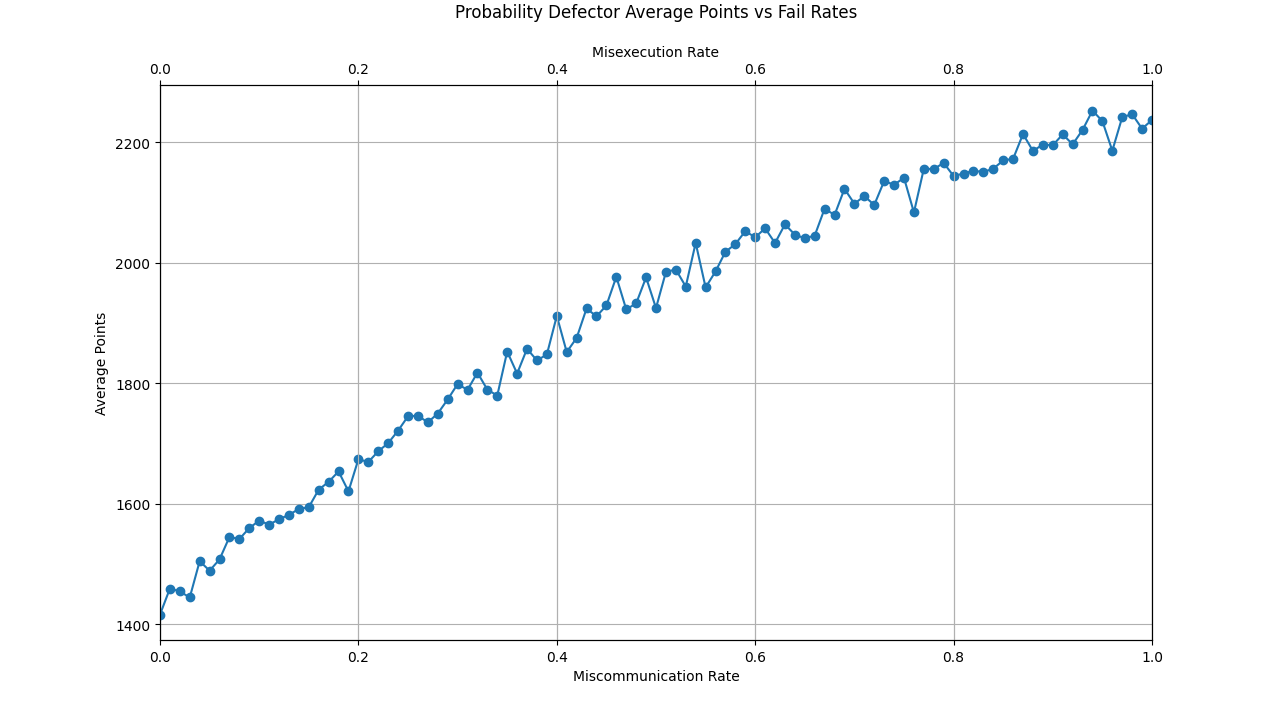 Probability Defector Average Points vs Fail Rates
Misexecution Rate
0.0 0.2 0.4 0.6 0.8 1.0
2200
2000
1800
1600
1400
Average Points
0.0 0.2 0.4 0.6 0.8 1.0
Miscommunication Rate